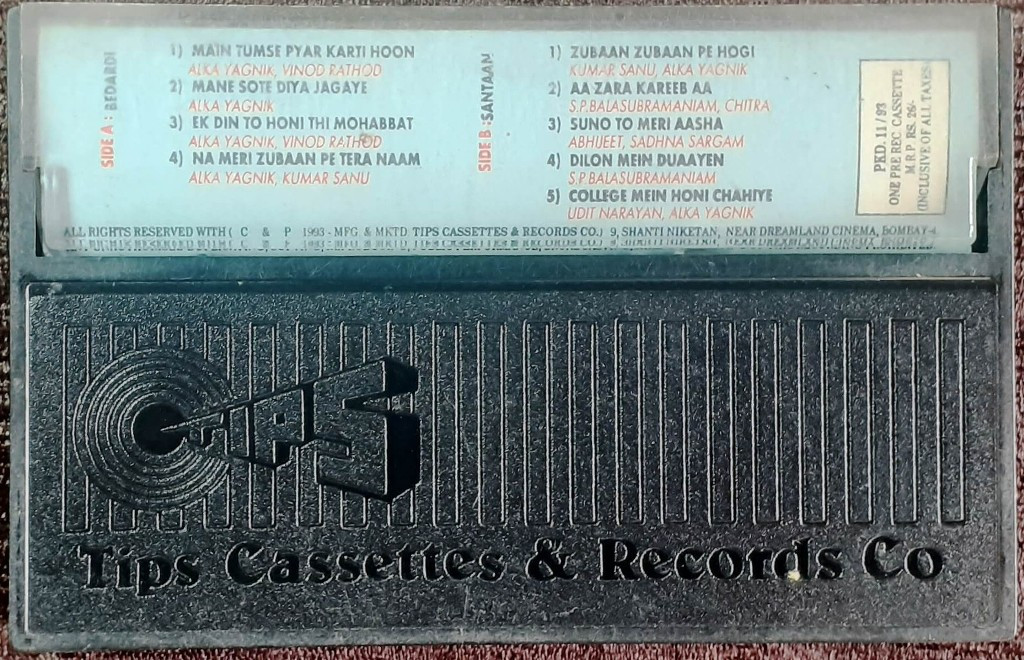 SIDE A : BEDARDI
1) MAIN TUMSE PYAR KARTI HOON
ALKA YAGNIK, VINOD RATHOD
2) MANE SOTE DIYA JAGAYE
ALKA YAGNIK
3) EK DIN TO HONI THI MOHABBAT
ALKA YAGNIK, VINOD RATHOD
4) NA MERI ZUBAAN PE TERA NAAM
ALKA YAGNIK, KUMAR SANU
SIDE B : SANTAAN
1) ZUBAAN ZUBAAN PE HOGI
KUMAR SANU, ALKA YAGNIK
2) AA ZARA KAREEB AA
S.P.BALASUBRAMANIAM, CHITRA
3) SUNO TO MERI AASHA
ABHIJEET, SADHNA SARGAM
4) DILON MEIN DUAAYEN
S.P.BALASUBRAMANIAM
5) COLLEGE MEIN HONI CHAHIYE
UDIT NARAYAN, ALKA YAGNIK
PKD. 11/93
ONE PRE REC. CASSETTE
M.R.P. RS. 26/-
(INCLUSIVE OF ALL TAXES)
ALL RIGHTS RESERVED WITH ( C & P 1993 - MFG. & MKTD TIPS CASSETTES & RECORDS CO.) 9, SHANTI NIKETAN, NEAR DREAMLAND CINEMA, BOMBAY-4.
TIPS
Tips Cassettes & Records Co